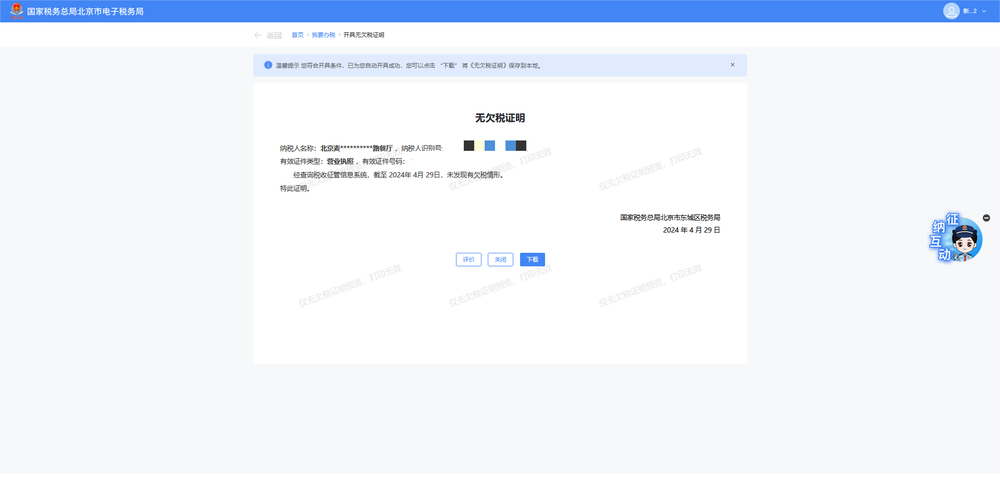 国家税务总局北京市电子税务局
新...2
返回 首页 > 我要办税 > 开具无欠税证明
温馨提示 您符合开具条件，已为您自动开具成功，您可以点击 “下载” 将《无欠税证明》保存到本地。
无欠税证明
纳税人名称：北京麦**********路餐厅 ，纳税人识别号：
有效证件类型：营业执照 ，有效证件号码：
经查询税收征管信息系统，截至 2024年 4月 29日，未发现有欠税情形。
特此证明。
国家税务总局北京市东城区税务局
2024 年 4 月 29 日
评价 关闭 下载
征纳互动
仅无欠税证明预览，打印无效
仅无欠税证明预览，打印无效
仅无欠税证明预览，打印无效
仅无欠税证明预览，打印无效
仅无欠税证明预览，打印无效
仅无欠税证明预览，打印无效